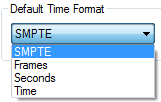 Default Time Format
SMPTE
SMPTE
Frames
Seconds
Time